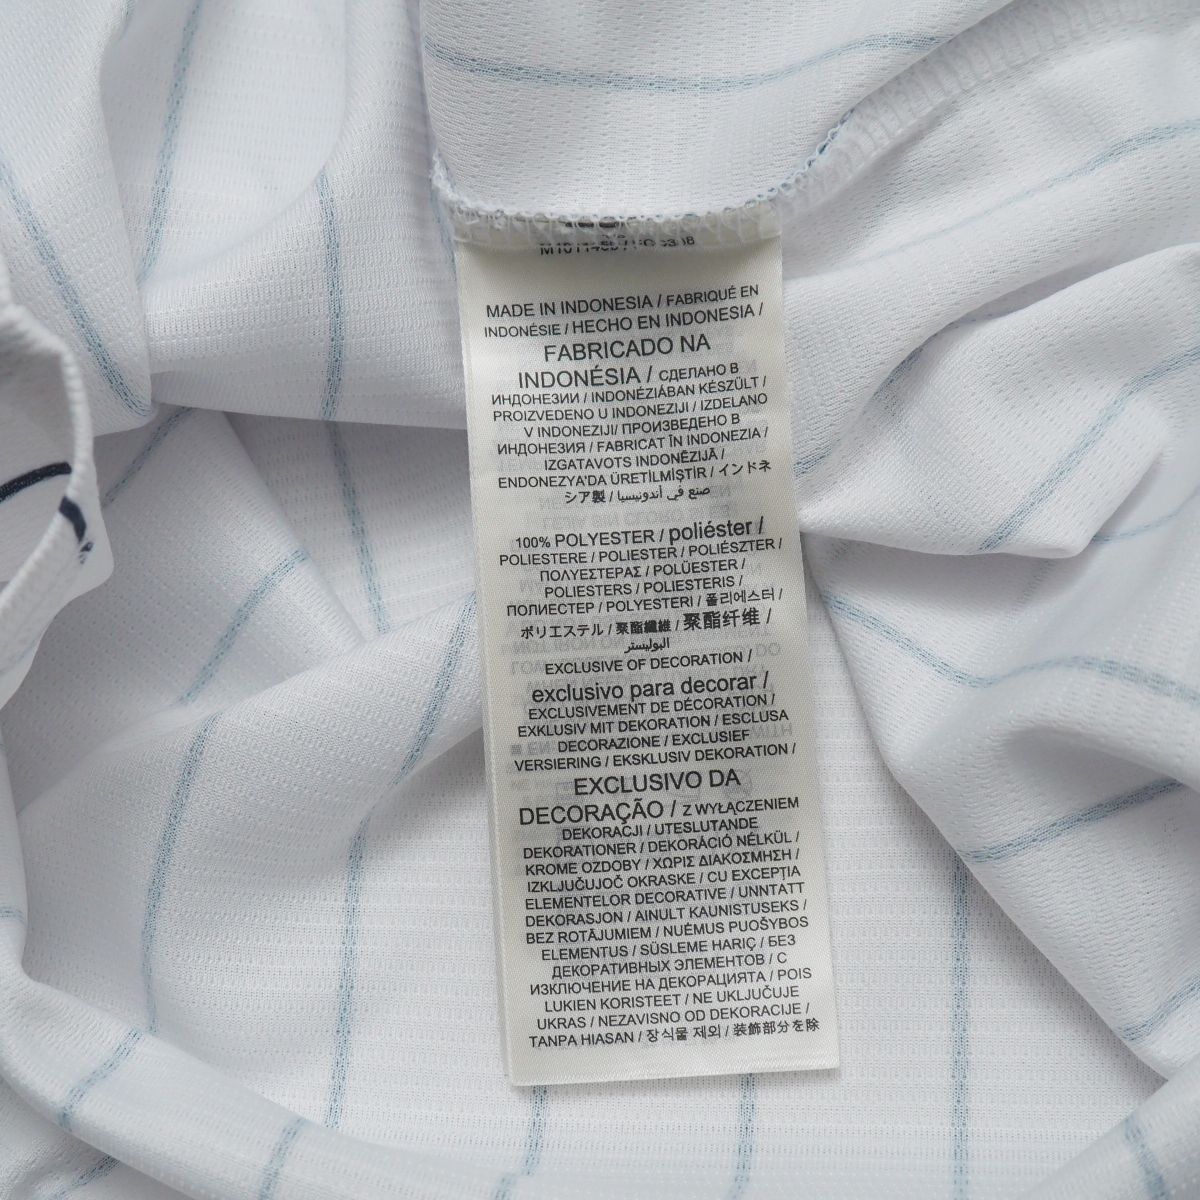 MADE IN INDONESIA / FABRIQUÉ EN
INDONÉSIE / HECHO EN INDONESIA /
FABRICADO NA
INDONÉSIA / СДЕЛАНО В
ИНДОНЕЗИИ / INDONÉZIÁBAN KÉSZÜLT /
PROIZVEDENO U INDONEZIJI / IZDELANO
V INDONEZIJI/ ПРОИЗВЕДЕНО В
ИНДОНЕЗИЯ / FABRICAT ÎN INDONEZIA /
IZGATAVOTS INDONĒZIJĀ /
ENDONEZYA'DA ÜRETİLMİŞTİR / インドネ
シア製 / صنع في أندونيسيا
100% POLYESTER / poliéster /
POLIESTERE / POLIESTER / POLIÉSZTER /
ΠΟΛΥΕΣΤΕΡΑΣ / POLÜESTER /
POLIESTERS / POLIESTERIS /
ПОЛИЕСТЕР / POLYESTERI / 폴리에스터 /
ポリエステル / 聚酯纖維 / 聚酯纤维 /
البوليستر
EXCLUSIVE OF DECORATION /
exclusivo para decorar /
EXCLUSIVEMENT DE DÉCORATION /
EXKLUSIV MIT DEKORATION / ESCLUSA
DECORAZIONE / EXCLUSIEF
VERSIERING / EKSKLUSIV DEKORATION /
EXCLUSIVO DA
DECORAÇÃO / Z WYŁĄCZENIEM
DEKORACJI / UTESLUTANDE
DEKORATIONER / DEKORÁCIÓ NÉLKÜL /
KROME OZDOBY / ΧΩΡΙΣ ΔΙΑΚΟΣΜΗΣΗ /
IZKLJUČUJOČ OKRASKE / CU EXCEPȚIA
ELEMENTELOR DECORATIVE / UNNTATT
DEKORASJON / AINULT KAUNISTUSEKS /
BEZ ROTĀJUMIEM / NUĖMUS PUOŠYBOS
ELEMENTUS / SÜSLEME HARIÇ / БЕЗ
ДЕКОРАТИВНЫХ ЭЛЕМЕНТОВ / С
ИЗКЛЮЧЕНИЕ НА ДЕКОРАЦИЯТА / POIS
LUKIEN KORISTEET / NE UKLJUČUJE
UKRAS / NEZAVISNO OD DEKORACIJE /
TANPA HIASAN / 장식물 제외 / 装飾部分を除